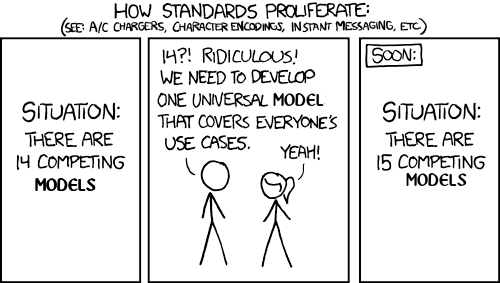 HOW STANDARDS PROLIFERATE:
(SEE: A/C CHARGERS, CHARACTER ENCODINGS, INSTANT MESSAGING, ETC.)
SITUATION:
THERE ARE
14 COMPETING
MODELS
14?! RIDICULOUS!
WE NEED TO DEVELOP
ONE UNIVERSAL MODEL
THAT COVERS EVERYONE'S
USE CASES.
YEAH!
SOON:
SITUATION:
THERE ARE
15 COMPETING
MODELS